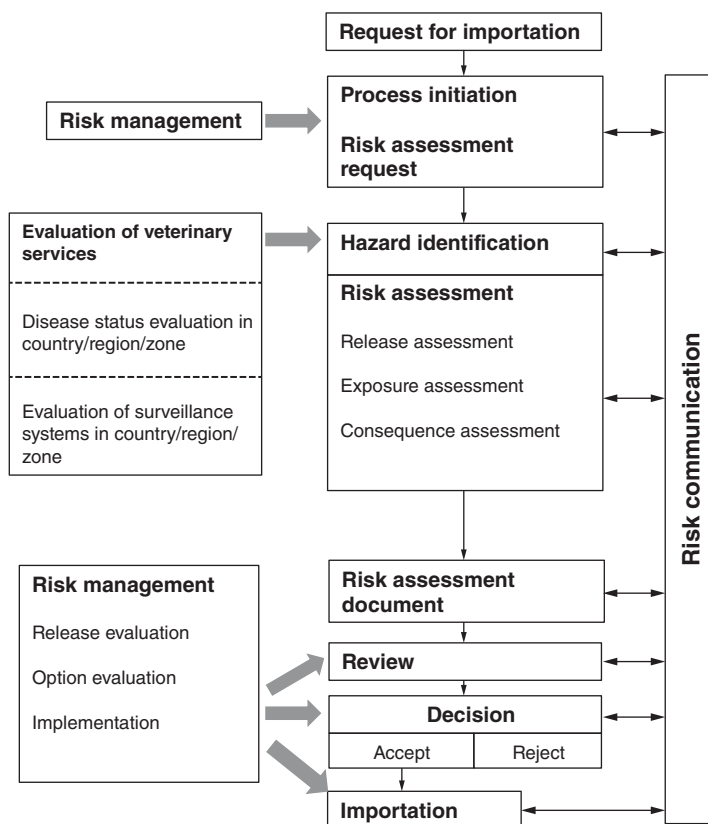 Request for importation
Process initiation
Risk assessment
request
Risk management
Evaluation of veterinary
services
Disease status evaluation in
country/region/zone
Evaluation of surveillance
systems in country/region/
zone
Hazard identification
Risk assessment
Release assessment
Exposure assessment
Consequence assessment
Risk communication
Risk assessment
document
Risk management
Release evaluation
Option evaluation
Implementation
Review
Decision
Accept
Reject
Importation